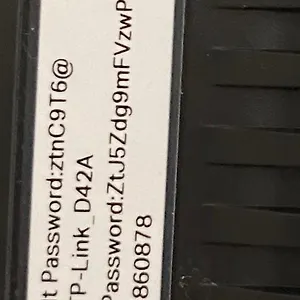 t Password:ztnC9T6@
TP-Link_D42A
Password:ZtJ5Zdg9mFVzwP
860878